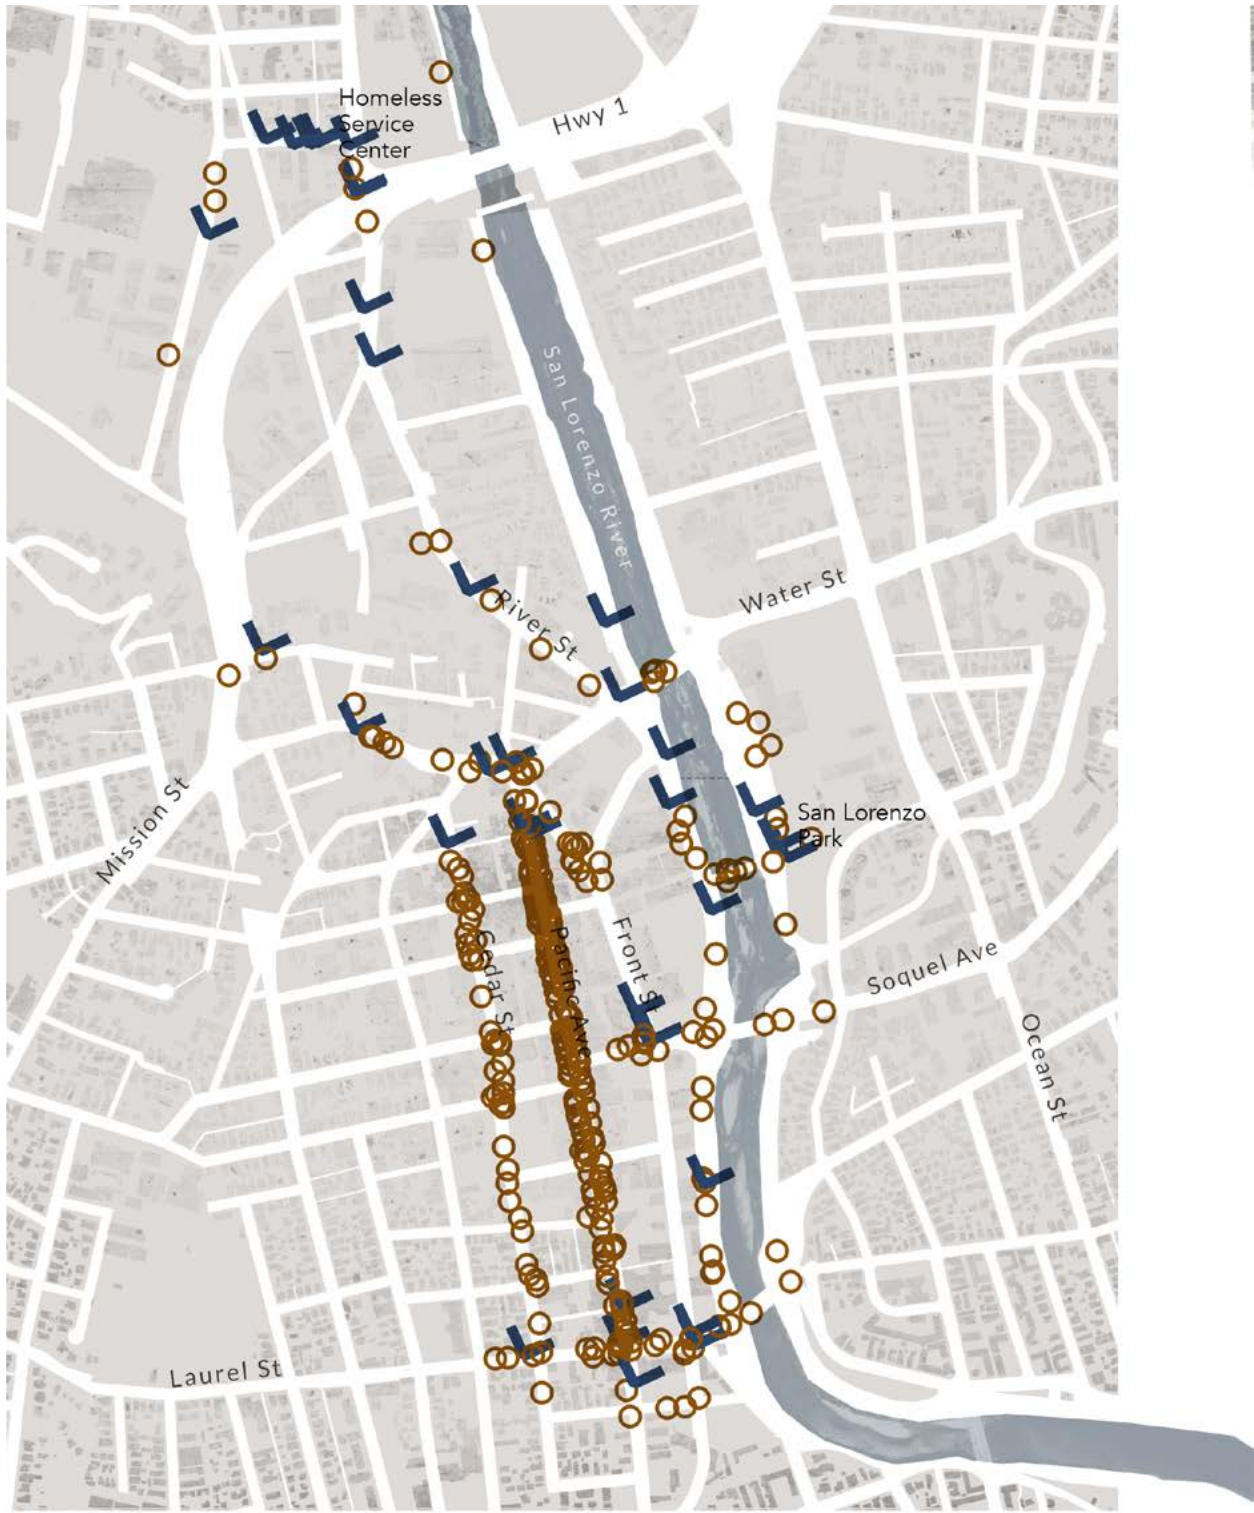 Homeless
Service
Center
Hwy 1
San Lorenzo River
Water St
River St
Mission St
San Lorenzo
Park
Front St
Pacific Ave
Cedar St
Soquel Ave
Ocean St
Laurel St